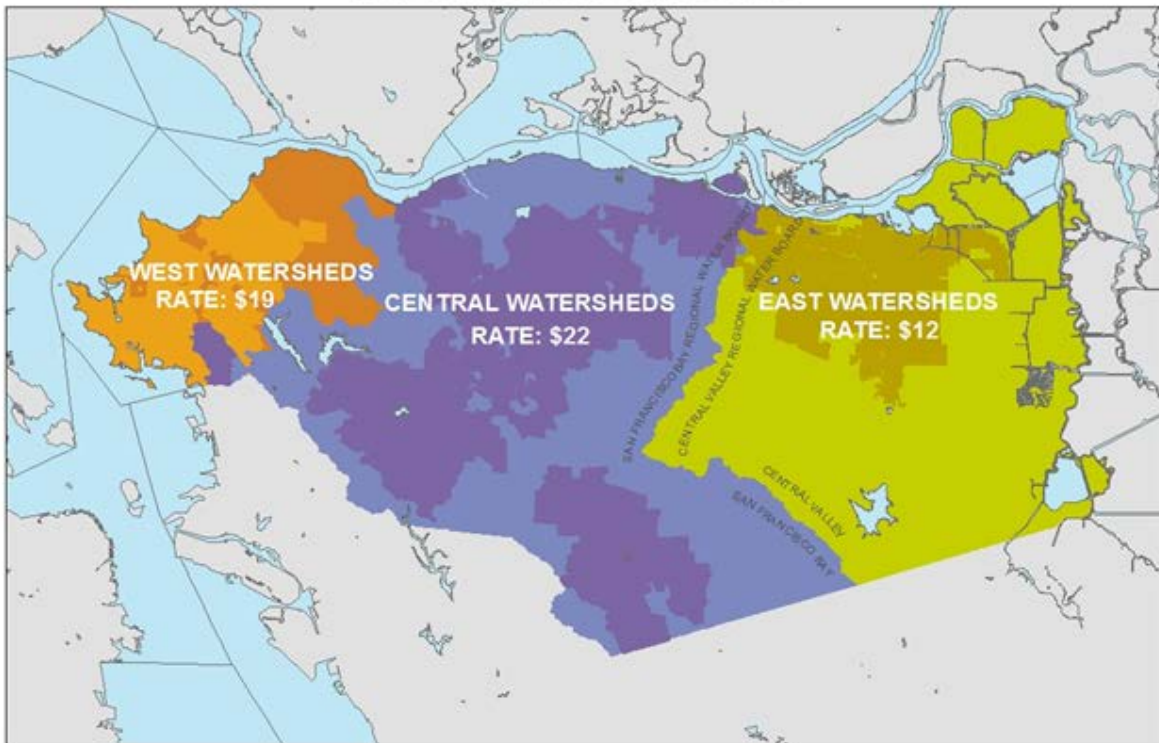 WEST WATERSHEDS
RATE: $19
CENTRAL WATERSHEDS
RATE: $22
EAST WATERSHEDS
RATE: $12
SAN FRANCISCO BAY REGIONAL WATER BOARD
CENTRAL VALLEY REGIONAL WATER BOARD
CENTRAL VALLEY
SAN FRANCISCO BAY